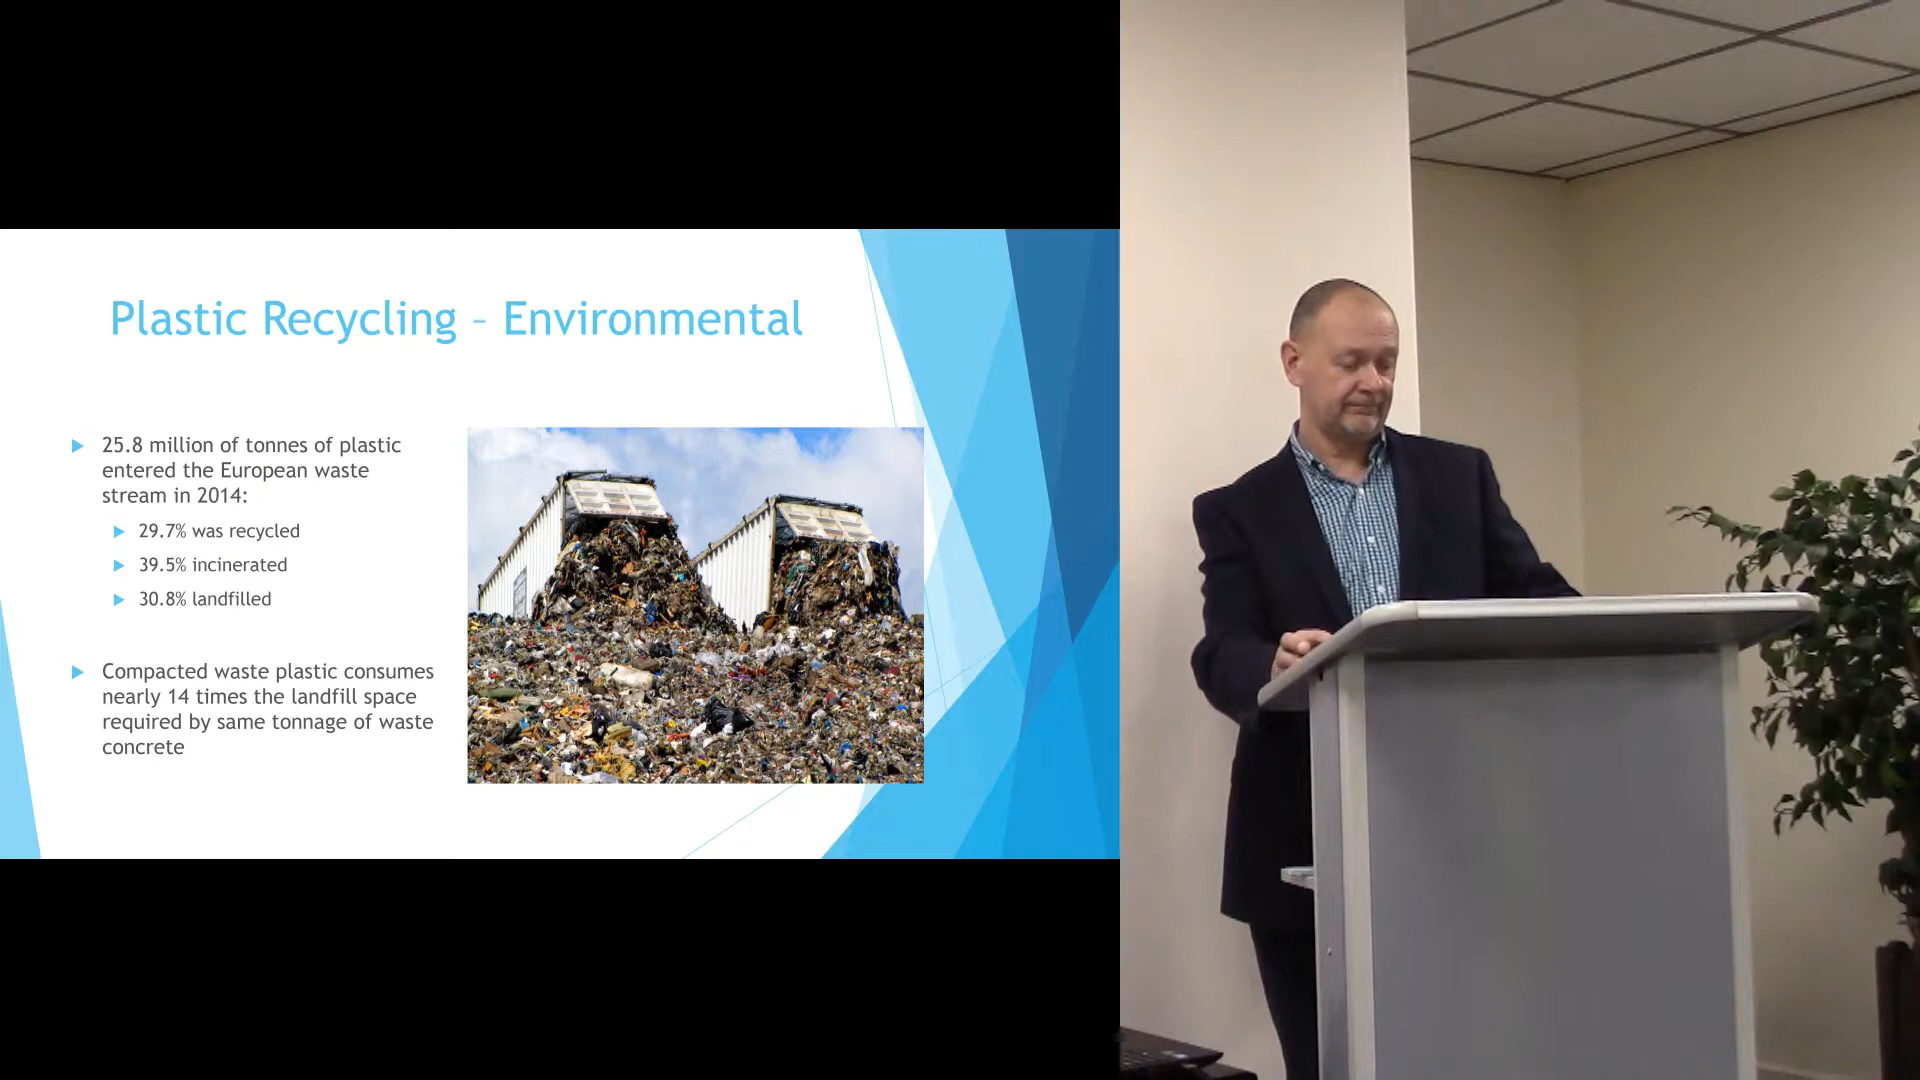 Plastic Recycling – Environmental
25.8 million of tonnes of plastic
entered the European waste
stream in 2014:
29.7% was recycled
39.5% incinerated
30.8% landfilled
Compacted waste plastic consumes
nearly 14 times the landfill space
required by same tonnage of waste
concrete